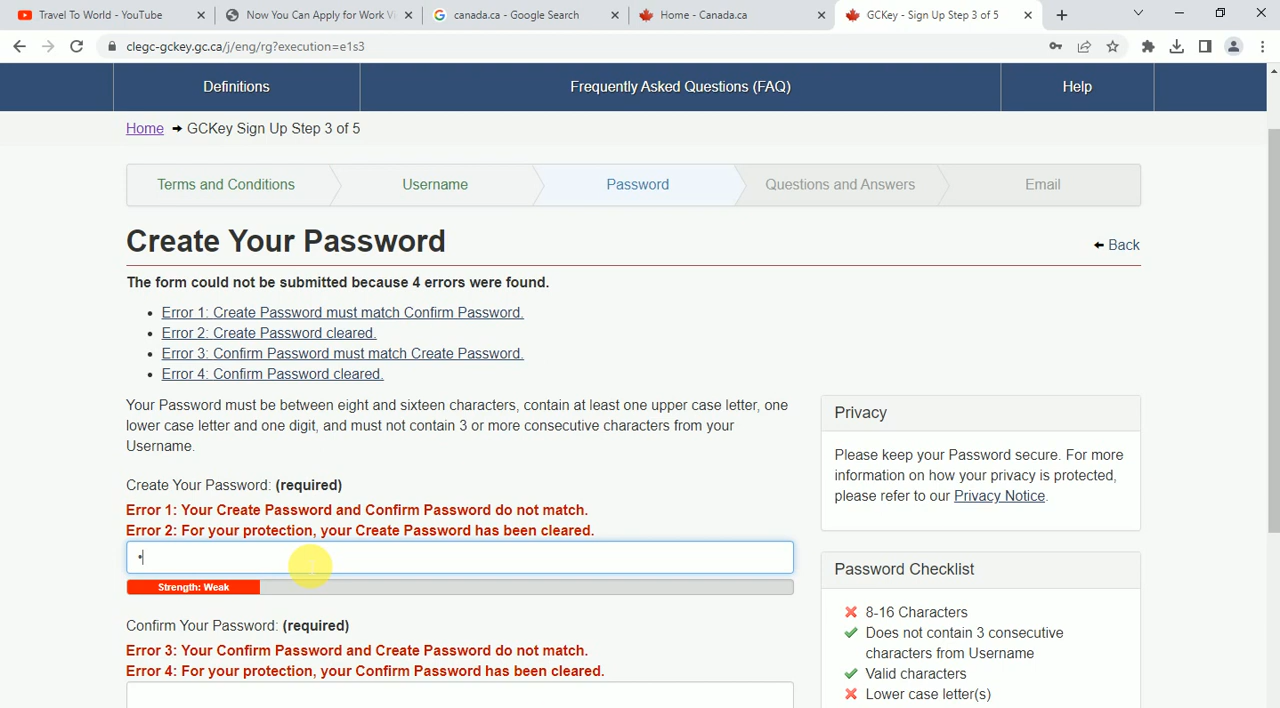 Travel To World - YouTube
Now You Can Apply for Work Vi
canada.ca - Google Search
Home - Canada.ca
GCKey - Sign Up Step 3 of 5
clegc-gckey.gc.ca/j/eng/rg?execution=e1s3
Definitions
Frequently Asked Questions (FAQ)
Help
Home ➞ GCKey Sign Up Step 3 of 5
Terms and Conditions
Username
Password
Questions and Answers
Email
Create Your Password
Back
The form could not be submitted because 4 errors were found.
• Error 1: Create Password must match Confirm Password.
• Error 2: Create Password cleared.
• Error 3: Confirm Password must match Create Password.
• Error 4: Confirm Password cleared.
Your Password must be between eight and sixteen characters, contain at least one upper case letter, one
lower case letter and one digit, and must not contain 3 or more consecutive characters from your
Username.
Create Your Password: (required)
Error 1: Your Create Password and Confirm Password do not match.
Error 2: For your protection, your Create Password has been cleared.
•
Strength: Weak
Confirm Your Password: (required)
Error 3: Your Confirm Password and Create Password do not match.
Error 4: For your protection, your Confirm Password has been cleared.
Privacy
Please keep your Password secure. For more
information on how your privacy is protected,
please refer to our Privacy Notice.
Password Checklist
8-16 Characters
Does not contain 3 consecutive
characters from Username
Valid characters
Lower case letter(s)